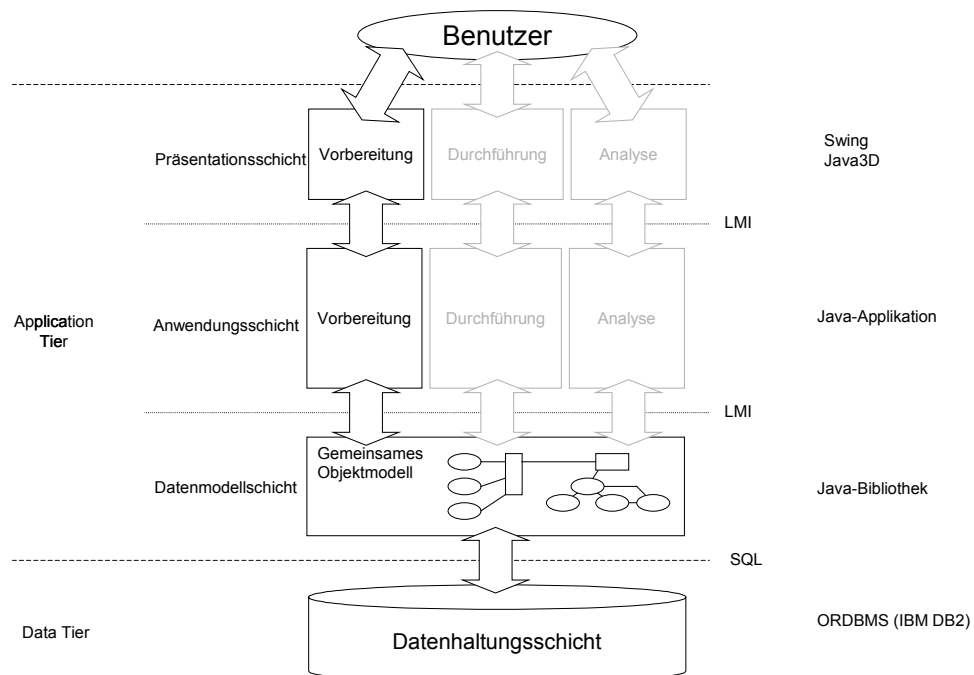 Benutzer
Präsentationsschicht
Vorbereitung
Durchführung
Analyse
Swing
Java3D
LMI
Application
Tier
Anwendungsschicht
Vorbereitung
Durchführung
Analyse
Java-Applikation
LMI
Datenmodellschicht
Gemeinsames
Objektmodell
Java-Bibliothek
SQL
Data Tier
Datenhaltungsschicht
ORDBMS (IBM DB2)